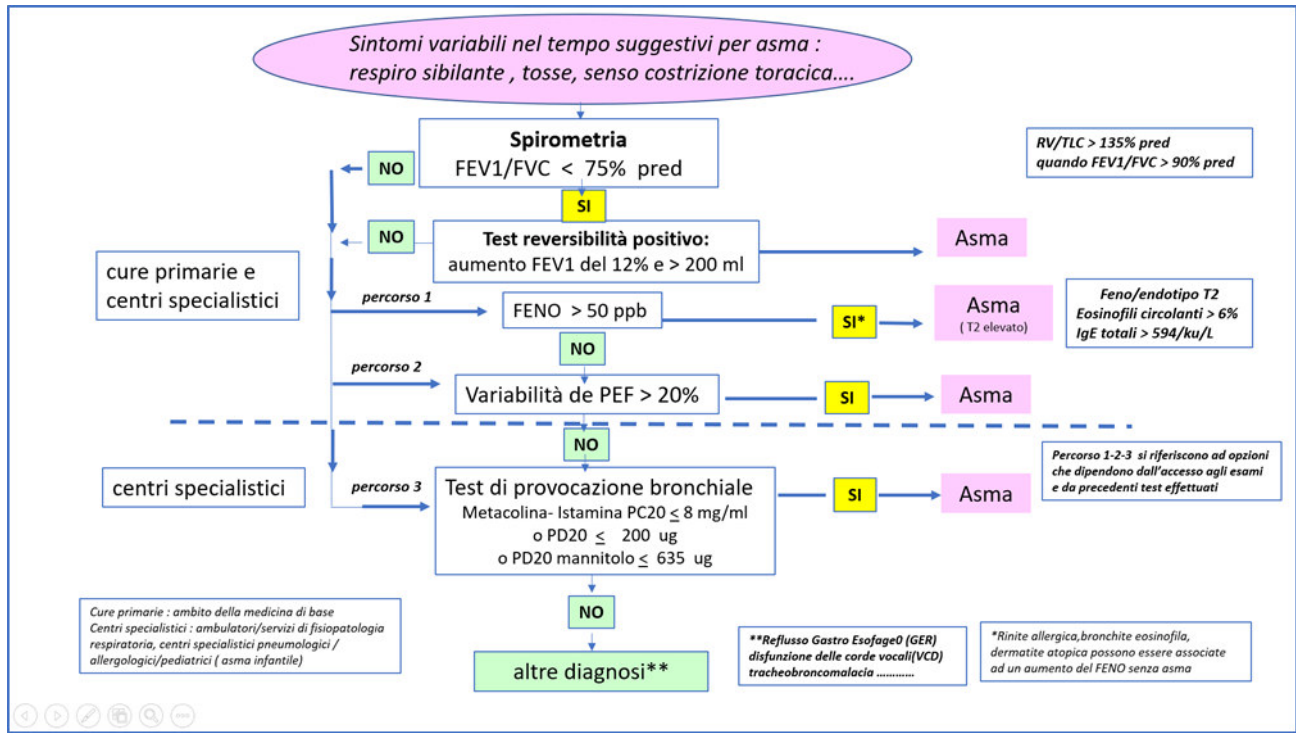 Sintomi variabili nel tempo suggestivi per asma :
respiro sibilante , tosse, senso costrizione toracica....
Spirometria
FEV1/FVC < 75% pred
NO
RV/TLC > 135% pred
quando FEV1/FVC > 90% pred
SI
NO
Test reversibilità positivo:
aumento FEV1 del 12% e > 200 ml
Asma
cure primarie e
centri specialistici
percorso 1
FENO > 50 ppb
SI*
Asma
( T2 elevato)
Feno/endotipo T2
Eosinofili circolanti > 6%
IgE totali > 594/ku/L
NO
percorso 2
Variabilità de PEF > 20%
SI
Asma
NO
centri specialistici
percorso 3
Test di provocazione bronchiale
Metacolina- Istamina PC20 ≤ 8 mg/ml
o PD20 ≤ 200 ug
o PD20 mannitolo ≤ 635 ug
SI
Asma
Percorso 1-2-3 si riferiscono ad opzioni
che dipendono dall'accesso agli esami
e da precedenti test effettuati
NO
altre diagnosi**
Cure primarie : ambito della medicina di base
Centri specialistici : ambulatori/servizi di fisiopatologia
respiratoria, centri specialistici pneumologici /
allergologici/pediatrici ( asma infantile)
**Reflusso Gastro Esofage0 (GER)
disfunzione delle corde vocali(VCD)
tracheobroncomalacia ............
*Rinite allergica,bronchite eosinofila,
dermatite atopica possono essere associate
ad un aumento del FENO senza asma